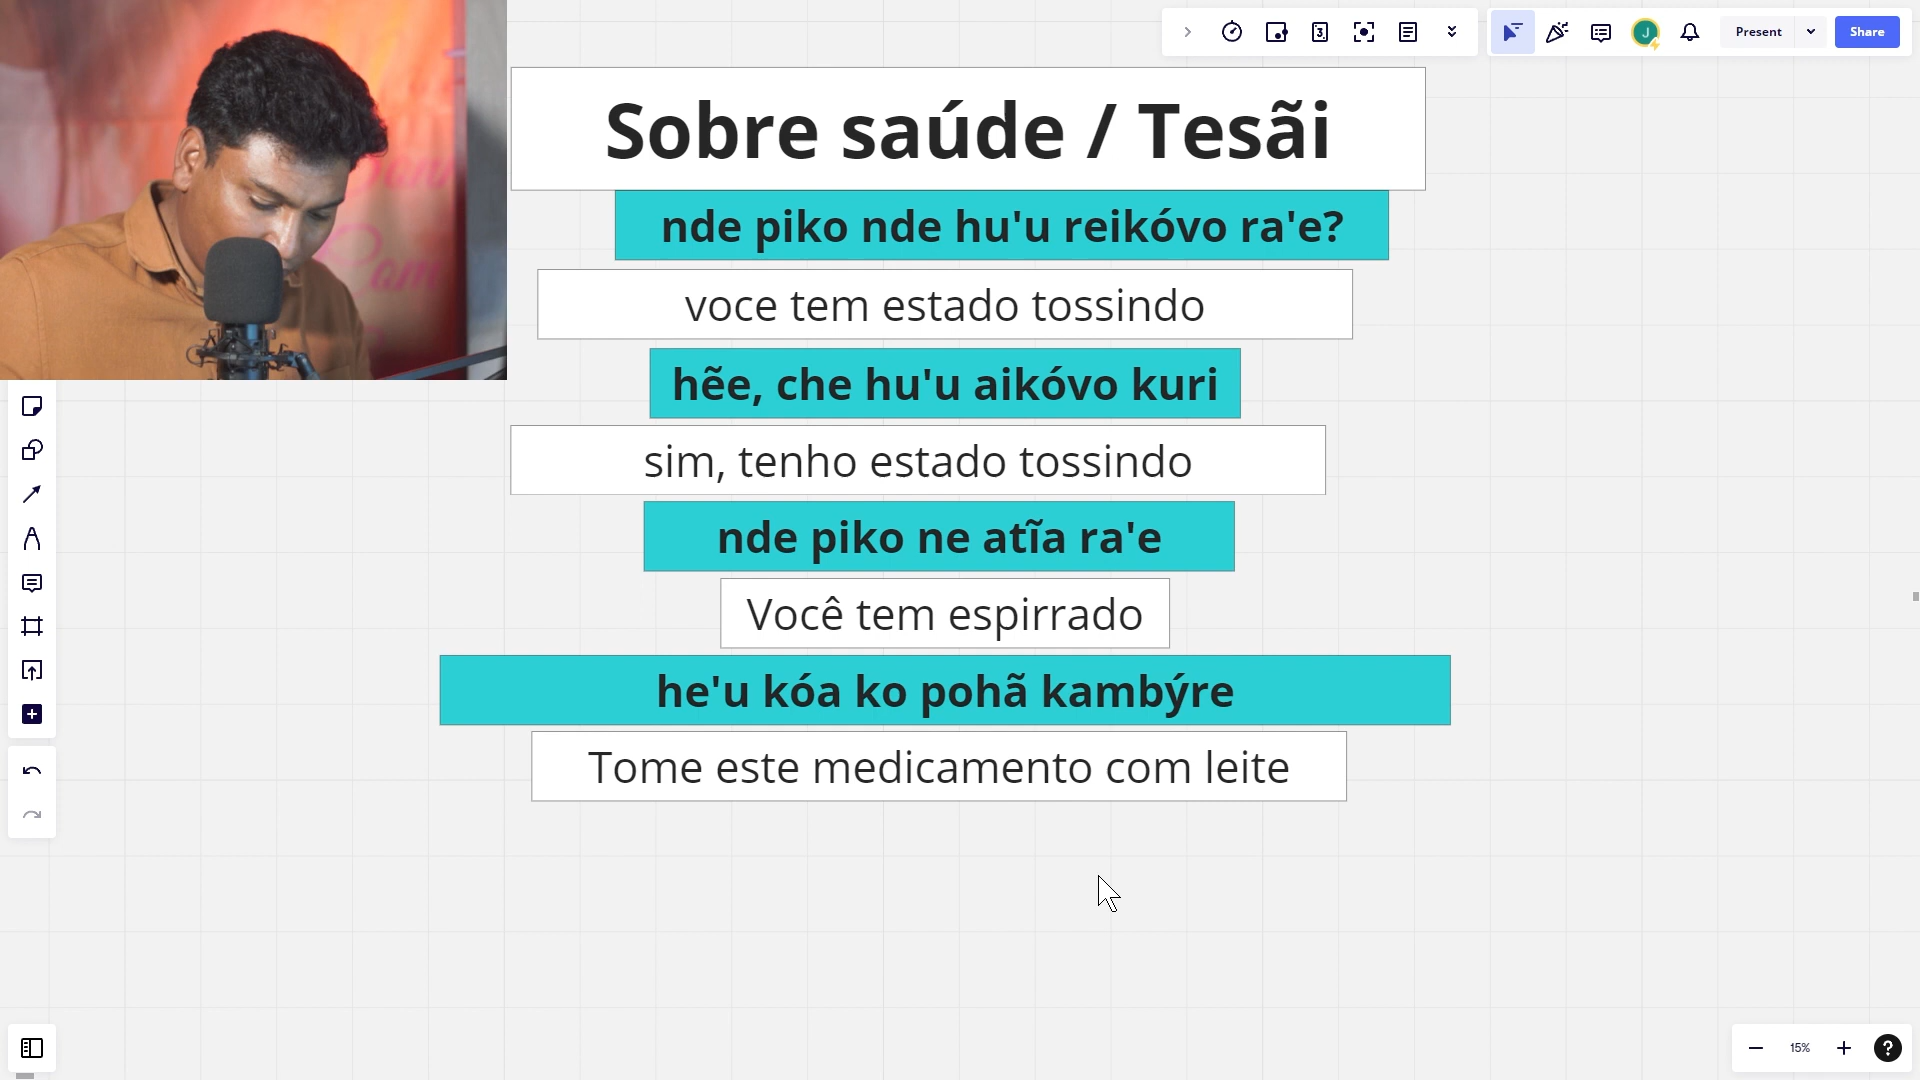 Present
Share
Sobre saúde / Tesãi
nde piko nde hu'u reikóvo ra'e?
voce tem estado tossindo
hẽe, che hu'u aikóvo kuri
sim, tenho estado tossindo
nde piko ne atĩa ra'e
Você tem espirrado
he'u kóa ko pohã kambýre
Tome este medicamento com leite
15%